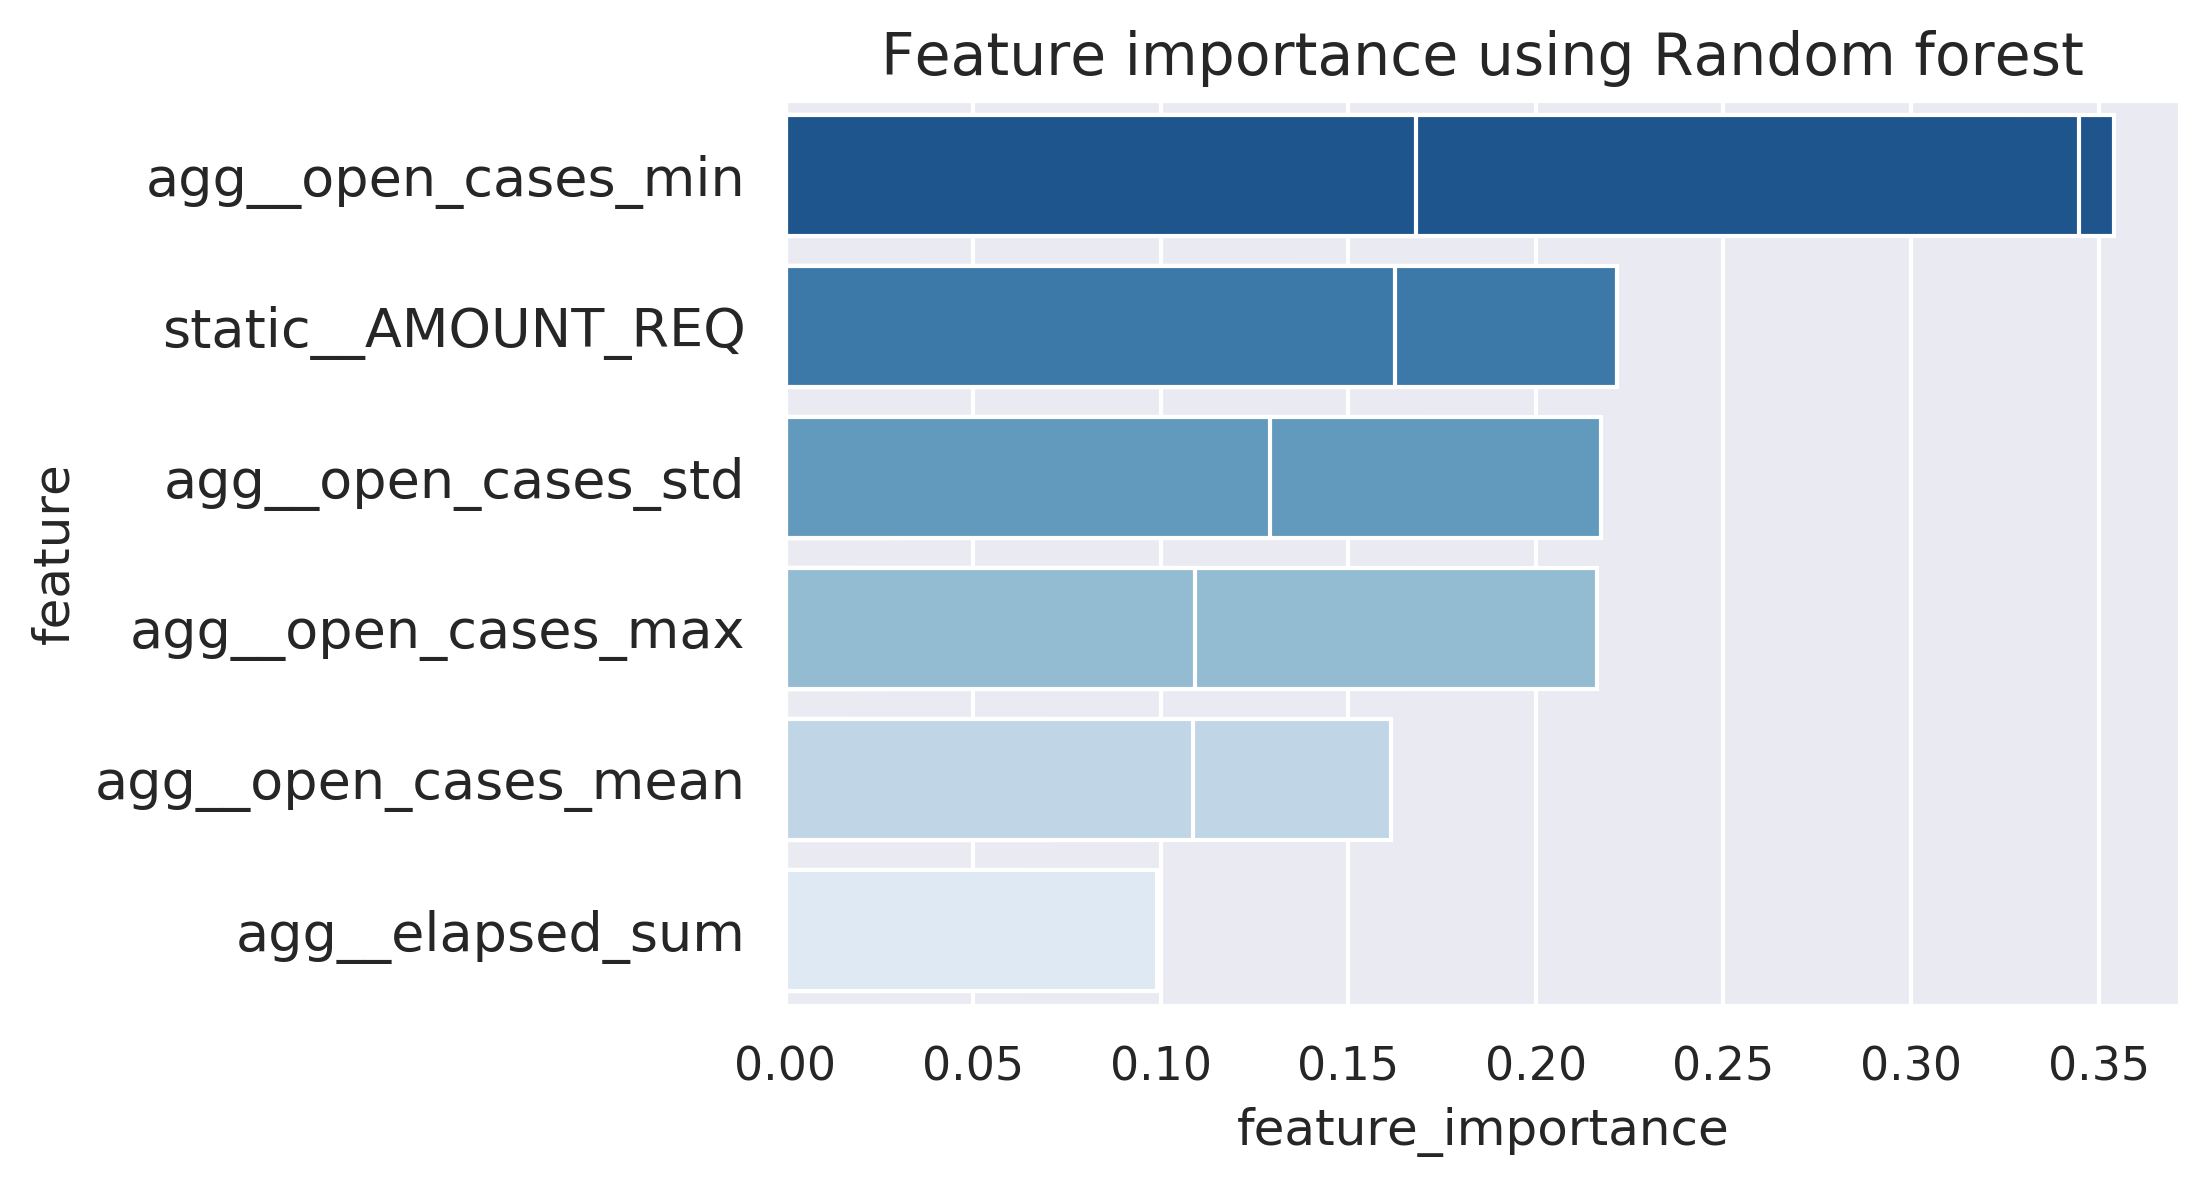 Feature importance using Random forest
feature
agg__open_cases_min
static__AMOUNT_REQ
agg__open_cases_std
agg__open_cases_max
agg__open_cases_mean
agg__elapsed_sum
0.00 0.05 0.10 0.15 0.20 0.25 0.30 0.35
feature_importance